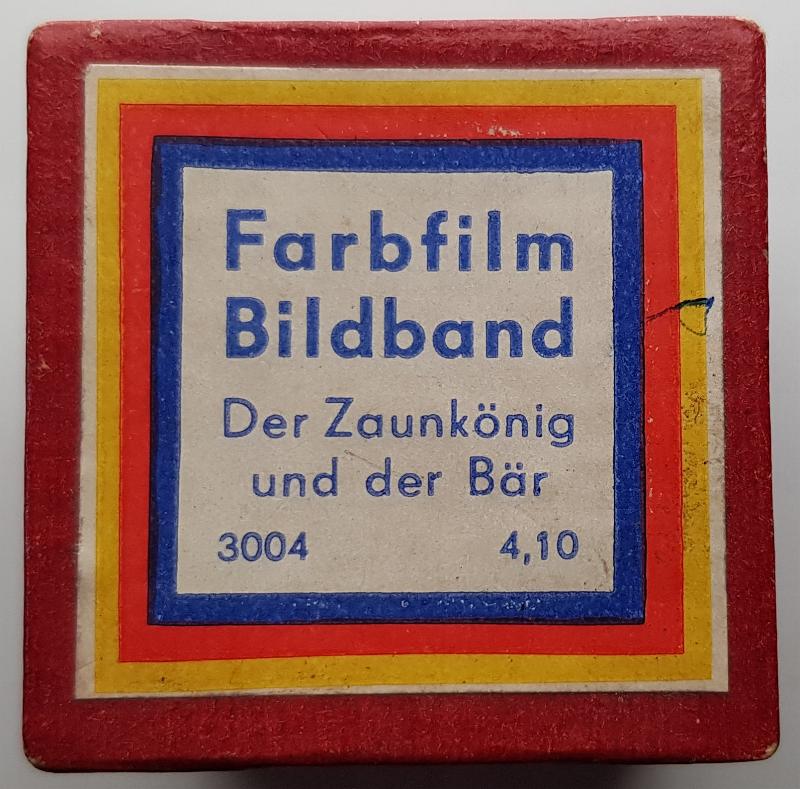 Farbfilm
Bildband
Der Zaunkönig
und der Bär
3004 4,10